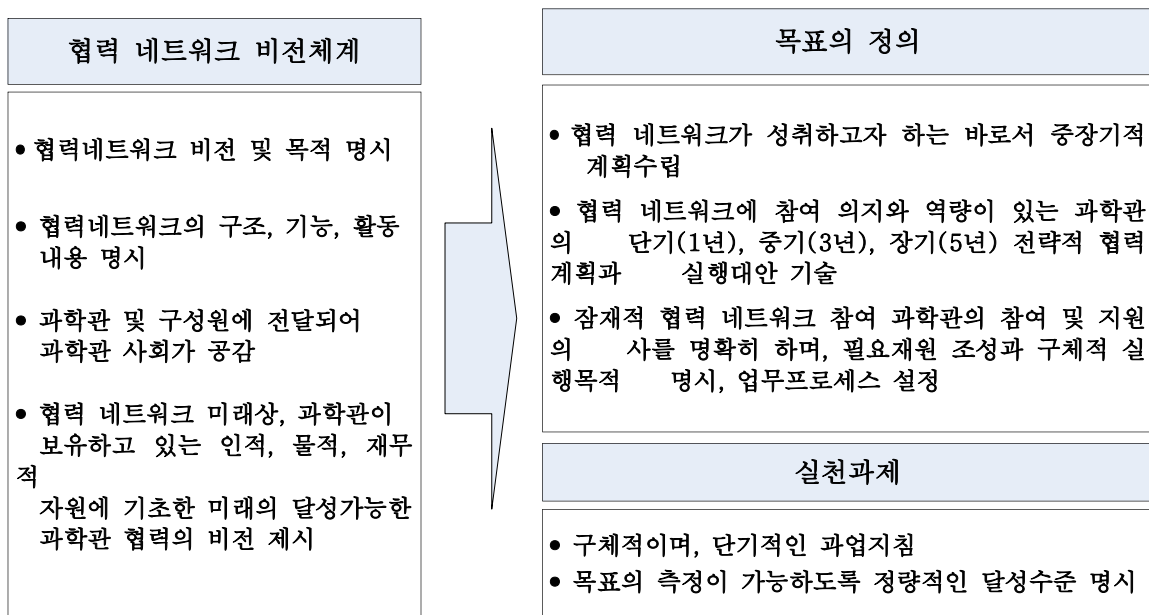 협력 네트워크 비전체계
• 협력네트워크 비전 및 목적 명시
• 협력네트워크의 구조, 기능, 활동
내용 명시
• 과학관 및 구성원에 전달되어
과학관 사회가 공감
• 협력 네트워크 미래상, 과학관이
보유하고 있는 인적, 물적, 재무
적
자원에 기초한 미래의 달성가능한
과학관 협력의 비전 제시
목표의 정의
• 협력 네트워크가 성취하고자 하는 바로서 중장기적
계획수립
• 협력 네트워크에 참여 의지와 역량이 있는 과학관
의 단기(1년), 중기(3년), 장기(5년) 전략적 협력
계획과 실행대안 기술
• 잠재적 협력 네트워크 참여 과학관의 참여 및 지원
의 사를 명확히 하며, 필요재원 조성과 구체적 실
행목적 명시, 업무프로세스 설정
실천과제
• 구체적이며, 단기적인 과업지침
• 목표의 측정이 가능하도록 정량적인 달성수준 명시